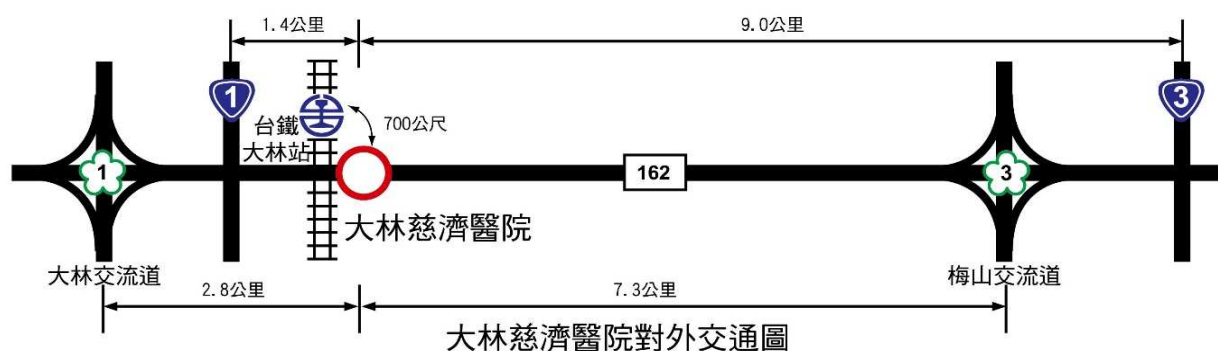 1.4公里
9.0公里
1
3
台鐵
大林站
700公尺
1
162
3
大林慈濟醫院
大林交流道
梅山交流道
2.8公里
7.3公里
大林慈濟醫院對外交通圖